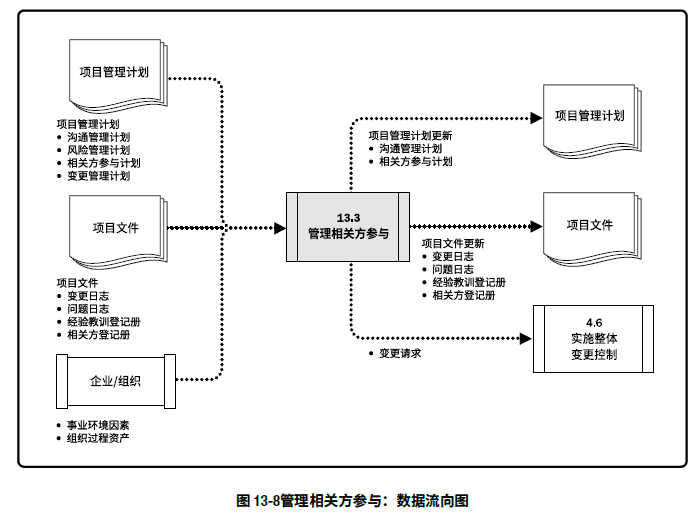 项目管理计划
项目管理计划
• 沟通管理计划
• 风险管理计划
• 相关方参与计划
• 变更管理计划
项目文件
项目文件
• 变更日志
• 问题日志
• 经验教训登记册
• 相关方登记册
企业/组织
• 事业环境因素
• 组织过程资产
13.3
管理相关方参与
项目管理计划更新
• 沟通管理计划
• 相关方参与计划
项目管理计划
项目文件更新
• 变更日志
• 问题日志
• 经验教训登记册
• 相关方登记册
项目文件
• 变更请求
4.6
实施整体
变更控制
图 13-8管理相关方参与：数据流向图